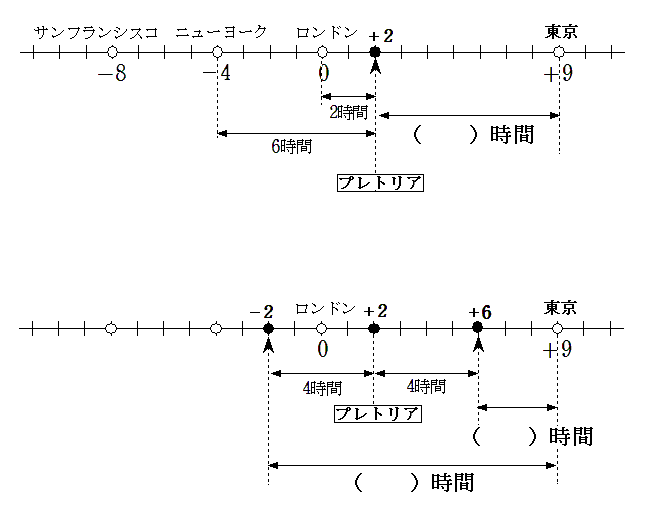 サンフランシスコ ニューヨーク ロンドン +2 東京
−8 −4 0 +9
2時間
( )時間
6時間
プレトリア
−2 ロンドン +2 +6 東京
0 +9
4時間 4時間
プレトリア
( )時間
( )時間